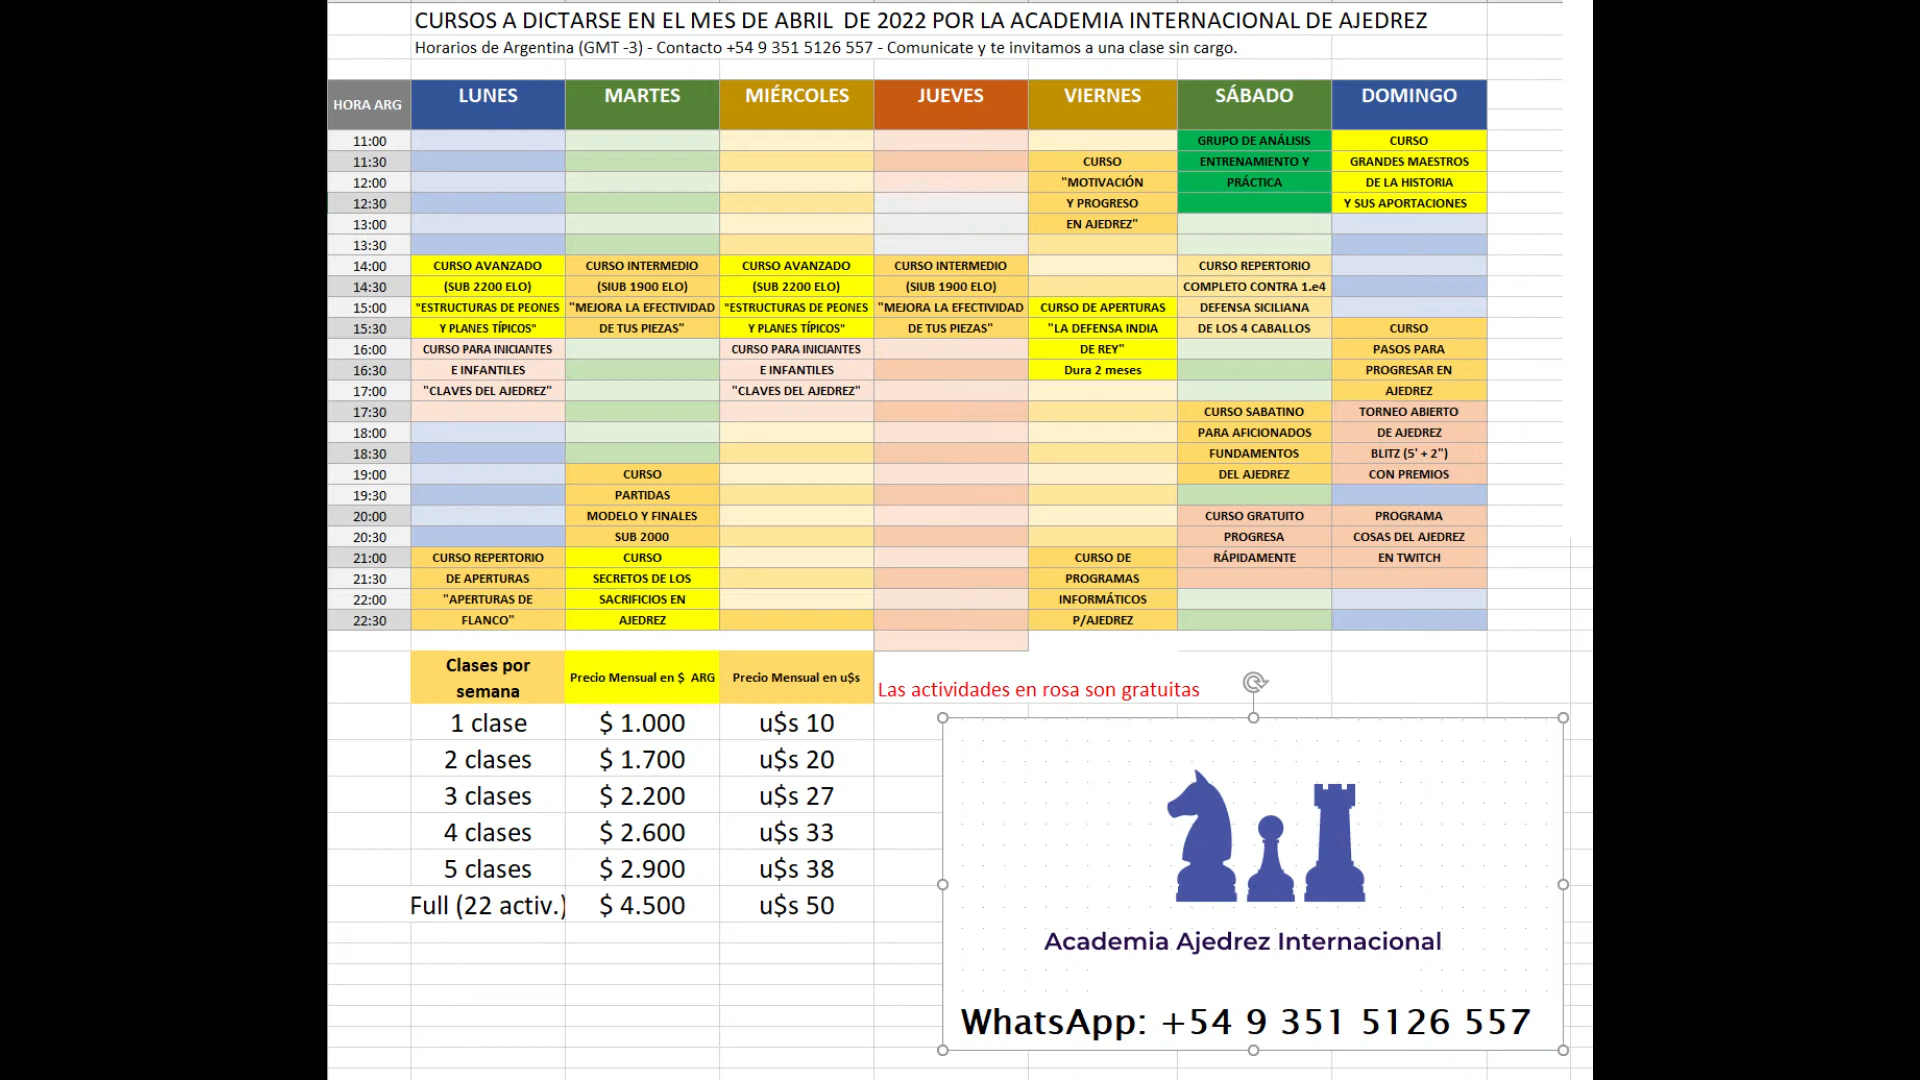 CURSOS A DICTARSE EN EL MES DE ABRIL DE 2022 POR LA ACADEMIA INTERNACIONAL DE AJEDREZ
Horarios de Argentina (GMT -3) - Contacto +54 9 351 5126 557 - Comunicate y te invitamos a una clase sin cargo.
HORA ARG LUNES MARTES MIÉRCOLES JUEVES VIERNES SÁBADO DOMINGO
11:00 GRUPO DE ANÁLISIS CURSO
11:30 CURSO ENTRENAMIENTO Y GRANDES MAESTROS
12:00 "MOTIVACIÓN PRÁCTICA DE LA HISTORIA
12:30 Y PROGRESO Y SUS APORTACIONES
13:00 EN AJEDREZ"
13:30
14:00 CURSO AVANZADO CURSO INTERMEDIO CURSO AVANZADO CURSO INTERMEDIO CURSO REPERTORIO
14:30 (SUB 2200 ELO) (SIUB 1900 ELO) (SUB 2200 ELO) (SIUB 1900 ELO) COMPLETO CONTRA 1.e4
15:00 "ESTRUCTURAS DE PEONES "MEJORA LA EFECTIVIDAD "ESTRUCTURAS DE PEONES "MEJORA LA EFECTIVIDAD CURSO DE APERTURAS DEFENSA SICILIANA
15:30 Y PLANES TÍPICOS" DE TUS PIEZAS" Y PLANES TÍPICOS" DE TUS PIEZAS" "LA DEFENSA INDIA DE LOS 4 CABALLOS CURSO
16:00 CURSO PARA INICIANTES CURSO PARA INICIANTES DE REY" PASOS PARA
16:30 E INFANTILES E INFANTILES Dura 2 meses PROGRESAR EN
17:00 "CLAVES DEL AJEDREZ" "CLAVES DEL AJEDREZ" AJEDREZ
17:30 CURSO SABATINO TORNEO ABIERTO
18:00 PARA AFICIONADOS DE AJEDREZ
18:30 FUNDAMENTOS BLITZ (5' + 2")
19:00 CURSO DEL AJEDREZ CON PREMIOS
19:30 PARTIDAS
20:00 MODELO Y FINALES CURSO GRATUITO PROGRAMA
20:30 SUB 2000 PROGRESA COSAS DEL AJEDREZ
21:00 CURSO REPERTORIO CURSO CURSO DE RÁPIDAMENTE EN TWITCH
21:30 DE APERTURAS SECRETOS DE LOS PROGRAMAS
22:00 "APERTURAS DE SACRIFICIOS EN INFORMÁTICOS
22:30 FLANCO" AJEDREZ P/AJEDREZ
Clases por semana Precio Mensual en $ ARG Precio Mensual en u$s
Las actividades en rosa son gratuitas
1 clase $ 1.000 u$s 10
2 clases $ 1.700 u$s 20
3 clases $ 2.200 u$s 27
4 clases $ 2.600 u$s 33
5 clases $ 2.900 u$s 38
Full (22 activ.) $ 4.500 u$s 50
Academia Ajedrez Internacional
WhatsApp: +54 9 351 5126 557